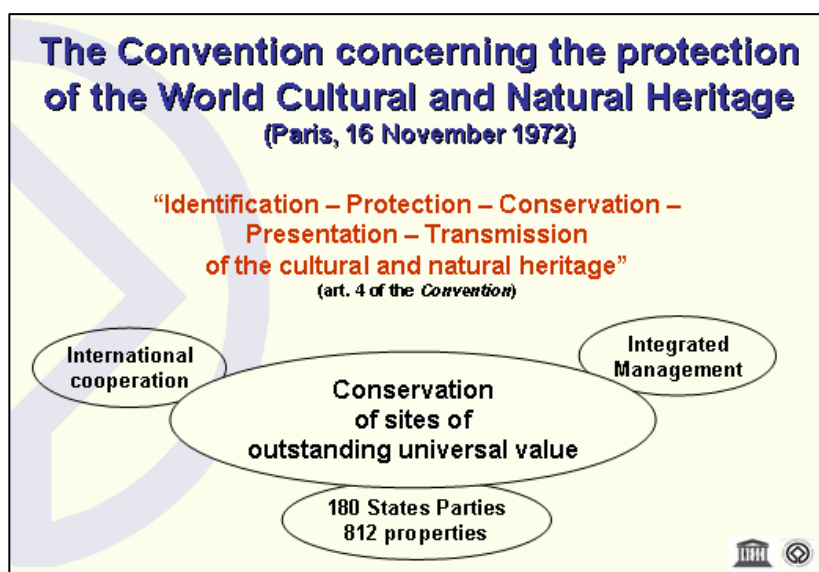 The Convention concerning the protection
of the World Cultural and Natural Heritage
(Paris, 16 November 1972)
“Identification – Protection – Conservation –
Presentation – Transmission
of the cultural and natural heritage”
(art. 4 of the Convention)
International
cooperation
Integrated
Management
Conservation
of sites of
outstanding universal value
180 States Parties
812 properties